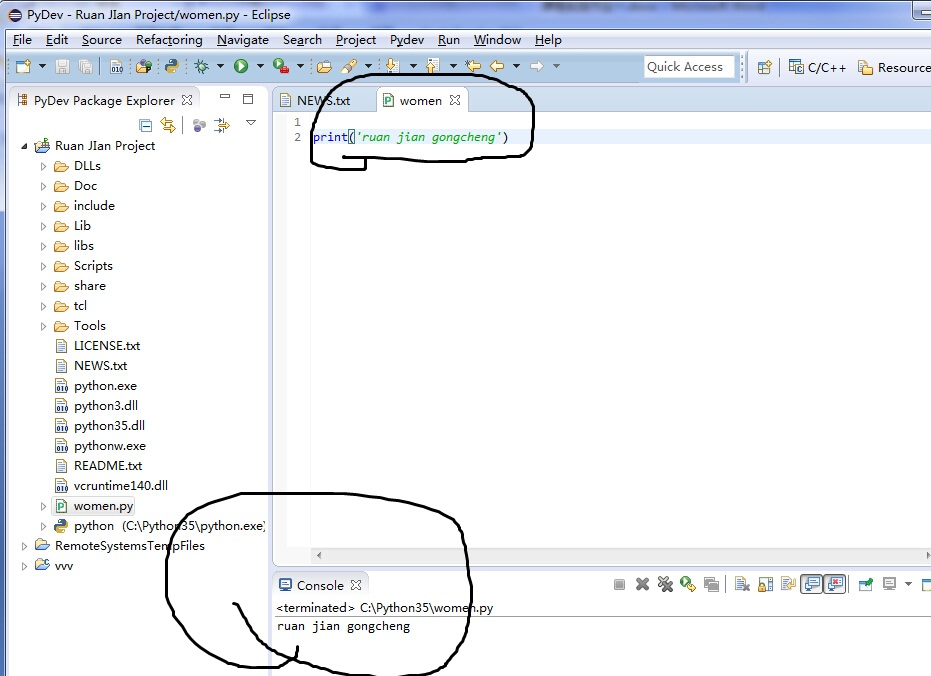 PyDev - Ruan JIan Project/women.py - Eclipse
File Edit Source Refactoring Navigate Search Project Pydev Run Window Help
Quick Access C/C++ Resource
PyDev Package Explorer
NEWS.txt women
1
2 print('ruan jian gongcheng')
Ruan JIan Project
DLLs
Doc
include
Lib
libs
Scripts
share
tcl
Tools
LICENSE.txt
NEWS.txt
python.exe
python3.dll
python35.dll
pythonw.exe
README.txt
vcruntime140.dll
women.py
python (C:\Python35\python.exe)
RemoteSystemsTempFiles
vvv
Console
<terminated> C:\Python35\women.py
ruan jian gongcheng